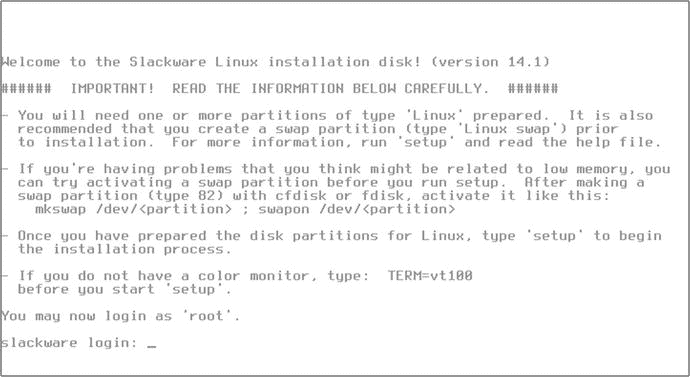 Welcome to the Slackware Linux installation disk! (version 14.1)
######  IMPORTANT!  READ THE INFORMATION BELOW CAREFULLY.  ######
- You will need one or more partitions of type 'Linux' prepared.  It is also
recommended that you create a swap partition (type 'Linux swap') prior
to installation.  For more information, run 'setup' and read the help file.
- If you're having problems that you think might be related to low memory, you
can try activating a swap partition before you run setup.  After making a
swap partition (type 82) with cfdisk or fdisk, activate it like this:
mkswap /dev/<partition> ; swapon /dev/<partition>
- Once you have prepared the disk partitions for Linux, type 'setup' to begin
the installation process.
- If you do not have a color monitor, type:  TERM=vt100
before you start 'setup'.
You may now login as 'root'.
slackware login: _